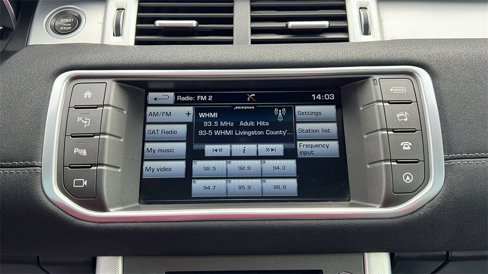 START
STOP
Radio: FM 2
14:03
MERIDIAN
AM/FM +
WHMI
Settings
93.5 MHz Adult Hits
SAT Radio
93-5 WHMI Livingston County'...
Station list
My music
i
Frequency
input
My video
92.5 92.9 94.3
94.7 95.9 96.9